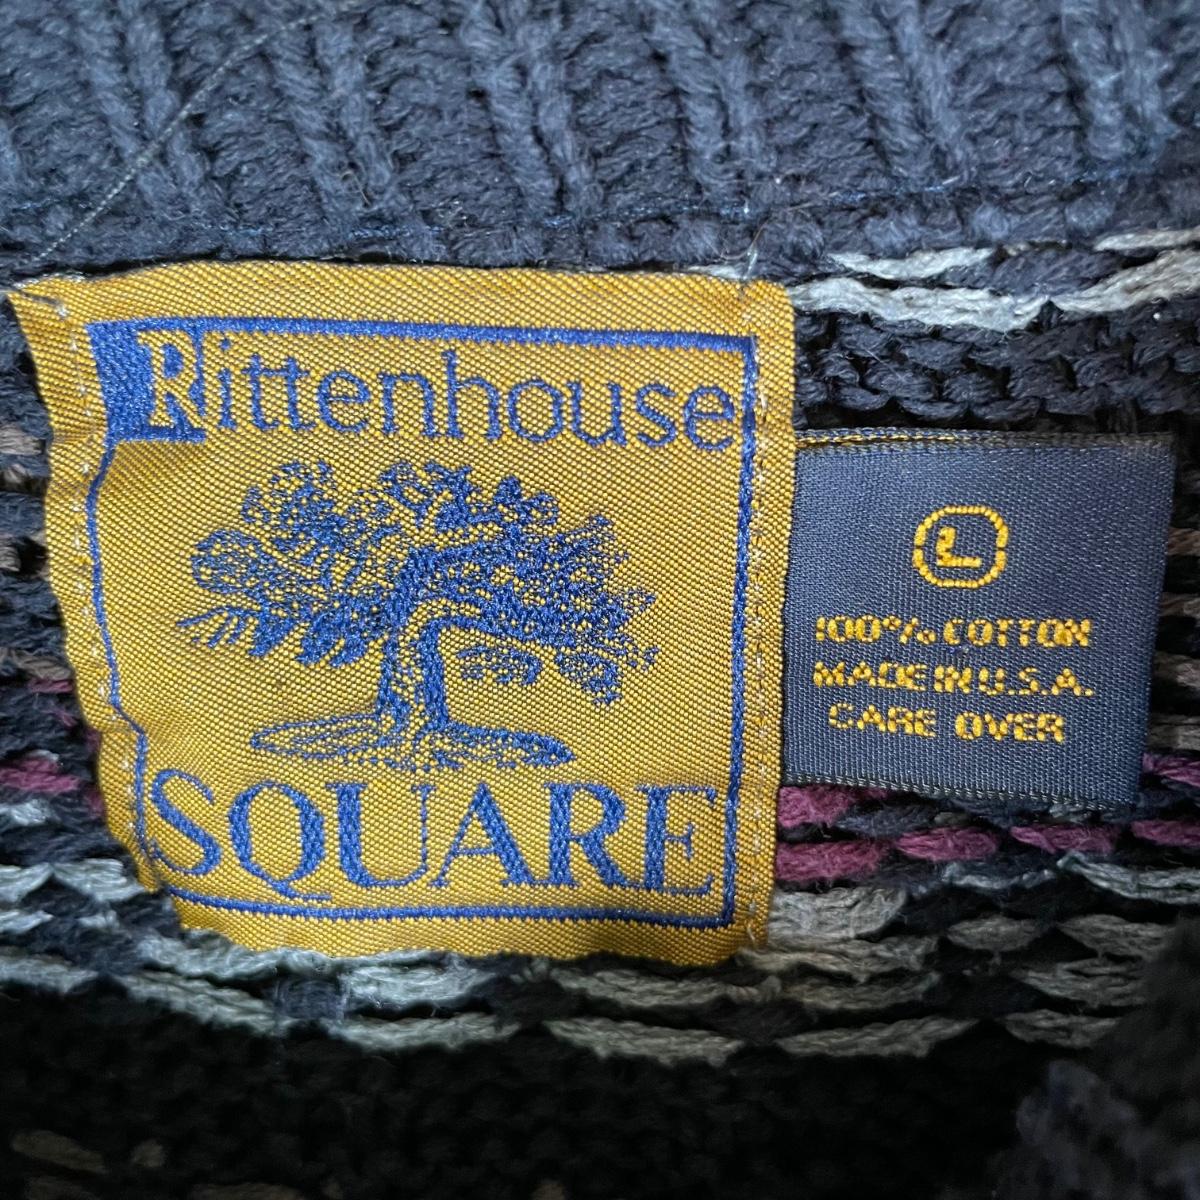 Rittenhouse
SQUARE
L
100% COTTON
MADE IN U.S.A.
CARE OVER